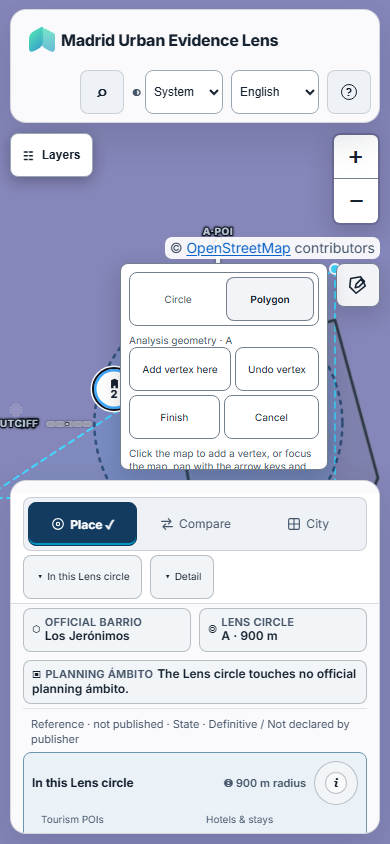 Madrid Urban Evidence Lens
System
English
Layers
+
−
A-POI
© OpenStreetMap contributors
Circle
Polygon
Analysis geometry · A
Add vertex here
Undo vertex
2
UTCIFF
Finish
Cancel
Click the map to add a vertex, or focus
the map, pan with the arrow keys and
Place ✓
Compare
City
In this Lens circle
Detail
OFFICIAL BARRIO
Los Jerónimos
LENS CIRCLE
A · 900 m
PLANNING ÁMBITO The Lens circle touches no official
planning ámbito.
Reference · not published · State · Definitive / Not declared by
publisher
In this Lens circle
900 m radius
i
Tourism POIs
Hotels & stays